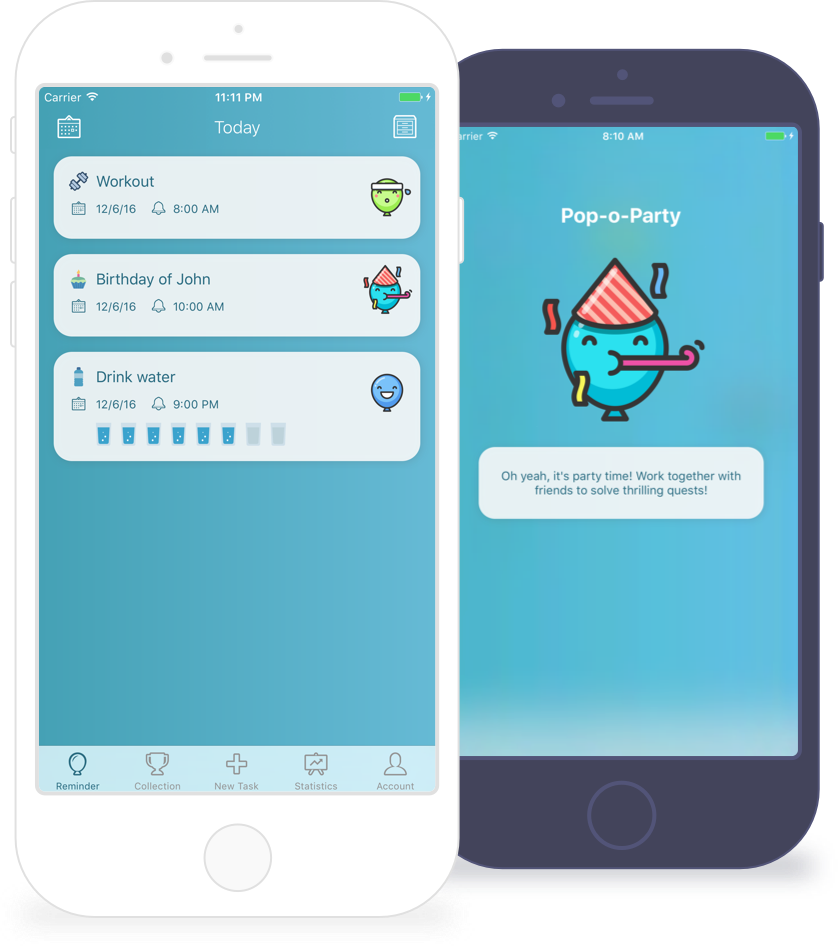 Carrier
11:11 PM
Today
Workout
12/6/16 8:00 AM
Birthday of John
12/6/16 10:00 AM
Drink water
12/6/16 9:00 PM
Reminder Collection New Task Statistics Account
arrier
8:10 AM
Pop-o-Party
Oh yeah, it's party time! Work together with
friends to solve thrilling quests!